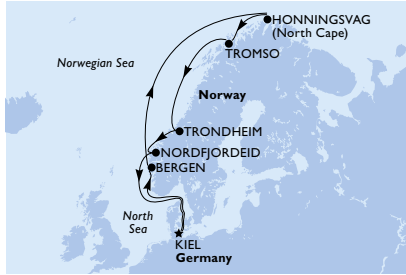 HONNINGSVAG
(North Cape)
TROMSO
Norwegian Sea
Norway
TRONDHEIM
NORDFJORDEID
BERGEN
North
Sea
KIEL
Germany